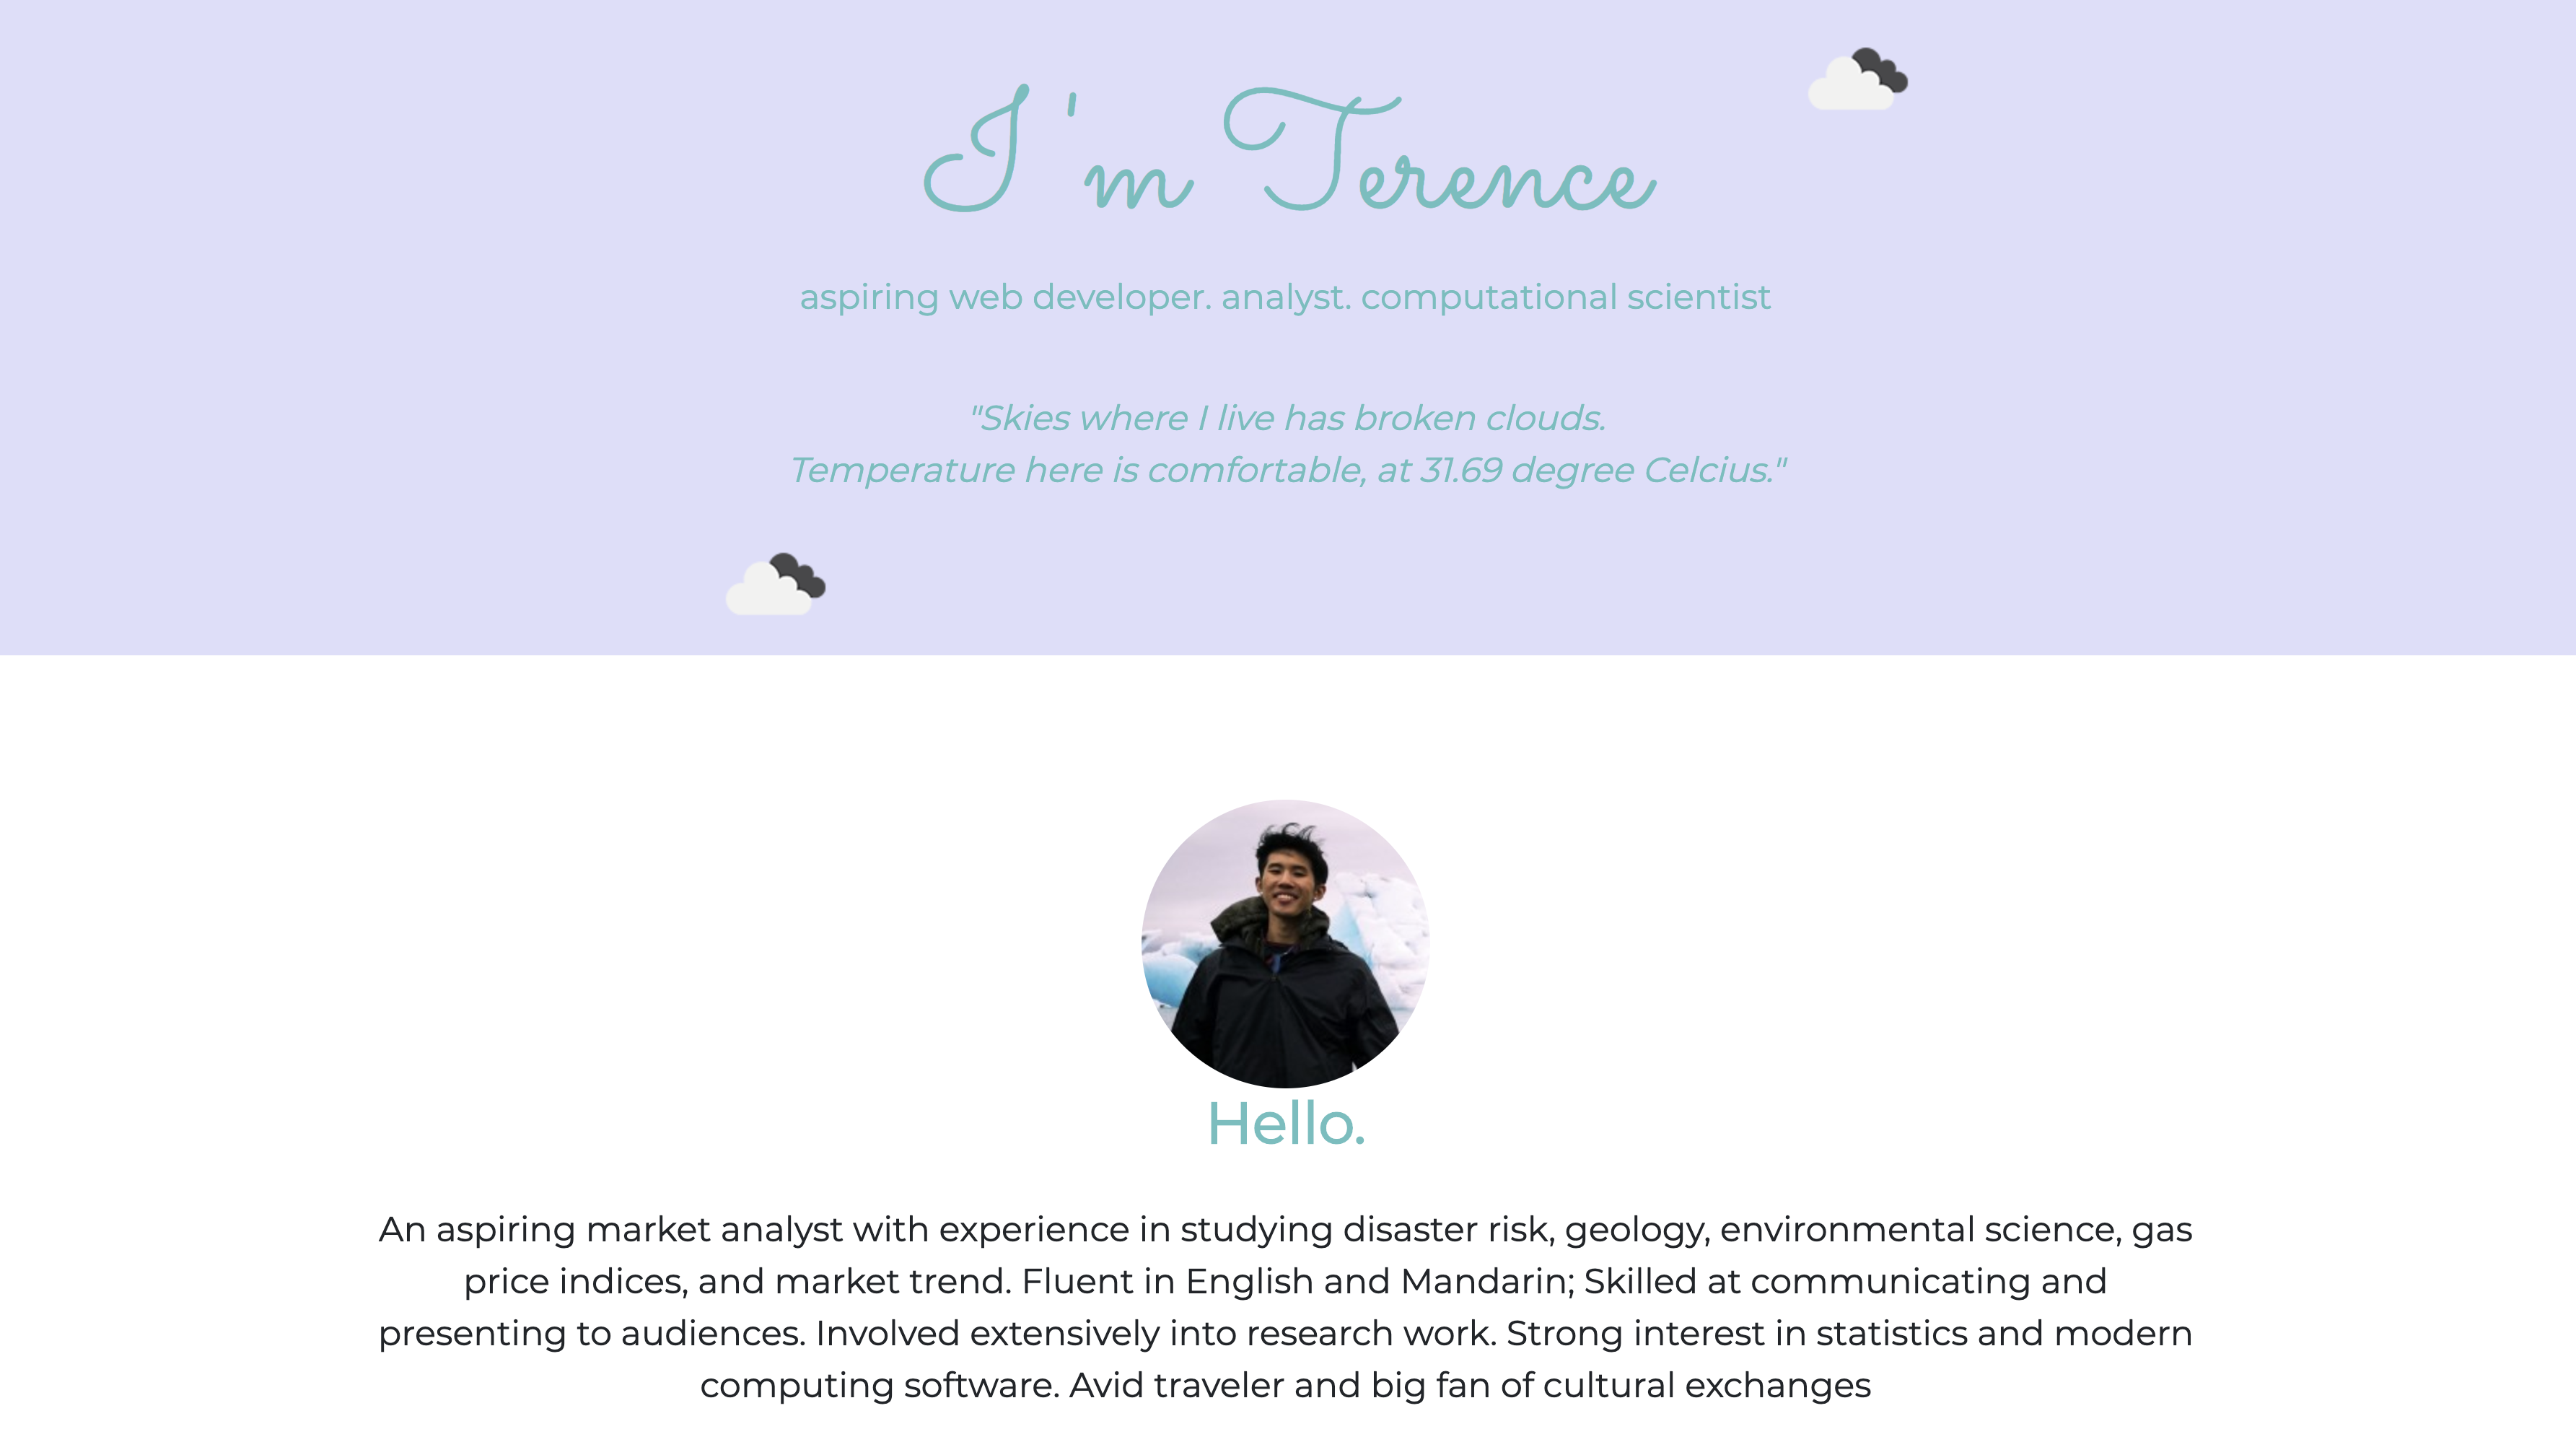 I'm Terence
aspiring web developer. analyst. computational scientist
"Skies where I live has broken clouds.
Temperature here is comfortable, at 31.69 degree Celcius."
Hello.
An aspiring market analyst with experience in studying disaster risk, geology, environmental science, gas
price indices, and market trend. Fluent in English and Mandarin; Skilled at communicating and
presenting to audiences. Involved extensively into research work. Strong interest in statistics and modern
computing software. Avid traveler and big fan of cultural exchanges